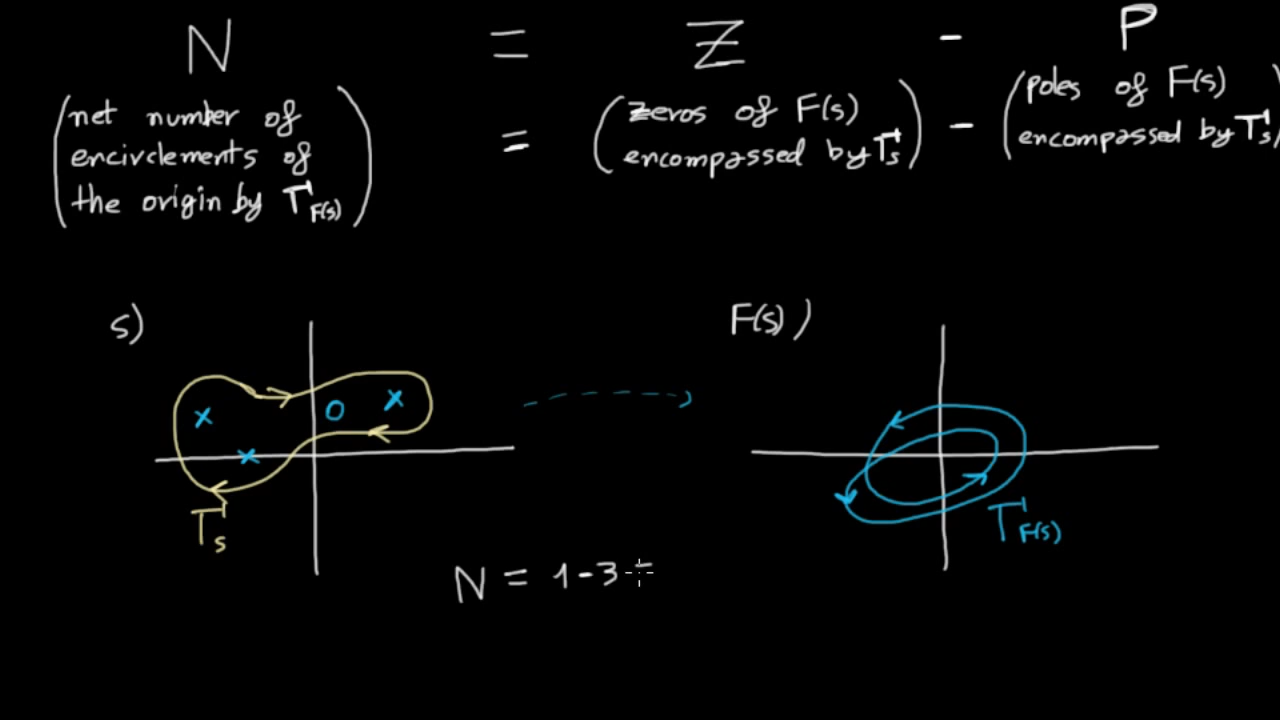 N = Z - P
(net number of encirclements of the origin by Γ_F(s)) = (zeros of F(s) encompassed by Γ_s) - (poles of F(s) encompassed by Γ_s)
s) F(s))
x x o x
Γ_s Γ_F(s)
N = 1-3 =